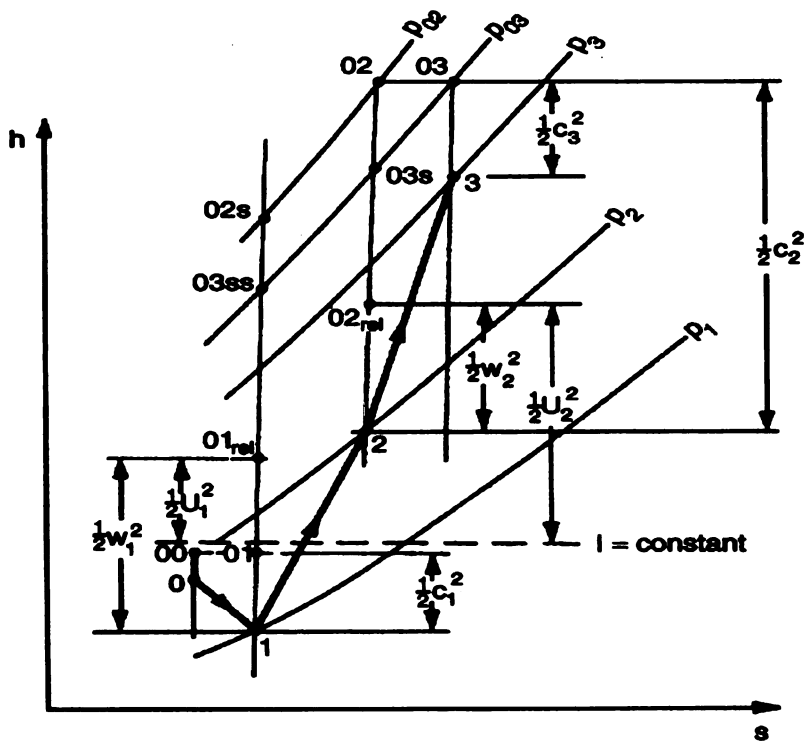 p₀₂
p₀₃
p₃
02
03
h
½c₃²
03s
3
02s
p₂
½c₂²
03ss
02rel
p₁
½w₂²
½U₂²
2
01rel
½U₁²
½w₁²
I = constant
00
01
0
½c₁²
1
s